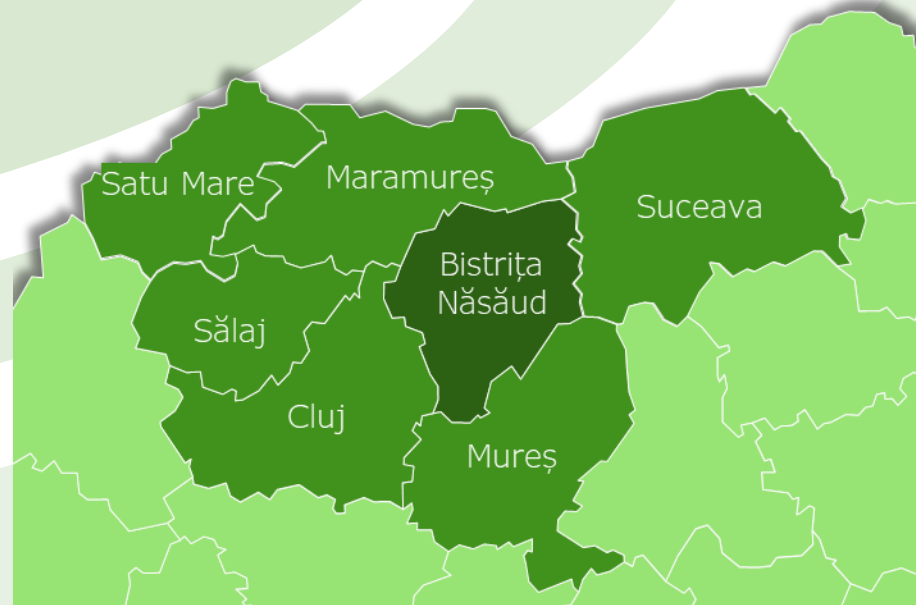 Satu Mare
Maramureș
Suceava
Bistrița
Năsăud
Sălaj
Cluj
Mureș